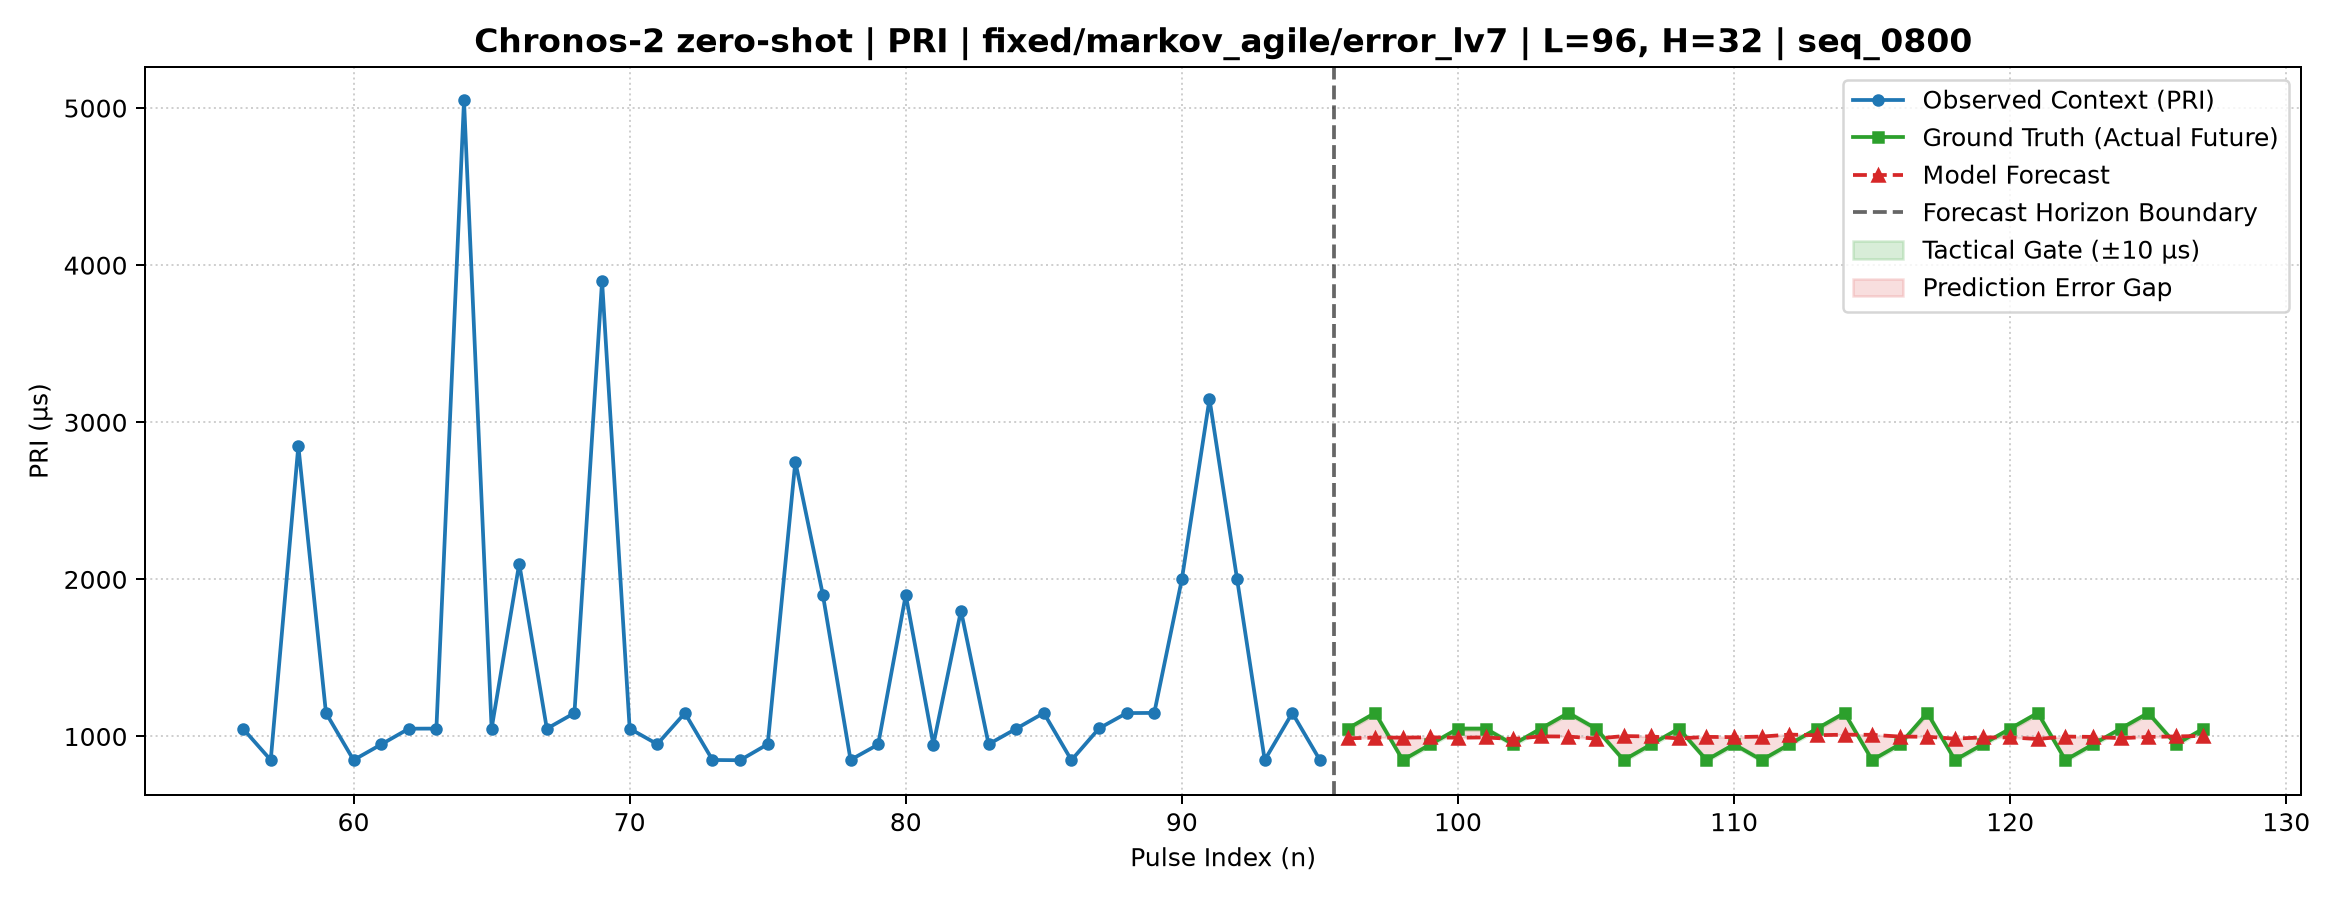 Chronos-2 zero-shot | PRI | fixed/markov_agile/error_lv7 | L=96, H=32 | seq_0800
Observed Context (PRI)
Ground Truth (Actual Future)
Model Forecast
Forecast Horizon Boundary
Tactical Gate (±10 µs)
Prediction Error Gap
PRI (µs)
5000
4000
3000
2000
1000
60 70 80 90 100 110 120 130
Pulse Index (n)